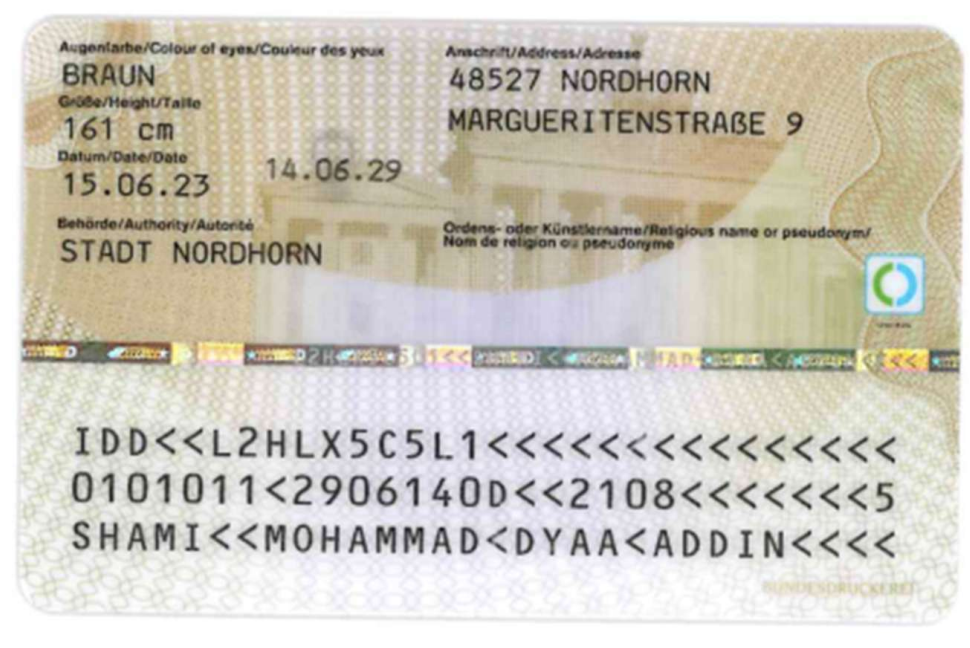 Augenfarbe/Colour of eyes/Couleur des yeux
BRAUN
Größe/Height/Taille
161 cm
Datum/Date/Date
15.06.23
14.06.29
Behörde/Authority/Autorité
STADT NORDHORN
Anschrift/Address/Adresse
48527 NORDHORN
MARGUERITENSTRAßE 9
Ordens- oder Künstlername/Religious name or pseudonym/
Nom de religion ou pseudonyme
IDD<<L2HLX5C5L1<<<<<<<<<<<<<<<
0101011<2906140D<<2108<<<<<<<5
SHAMI<<MOHAMMAD<DYAA<ADDIN<<<<
BUNDESDRUCKEREI